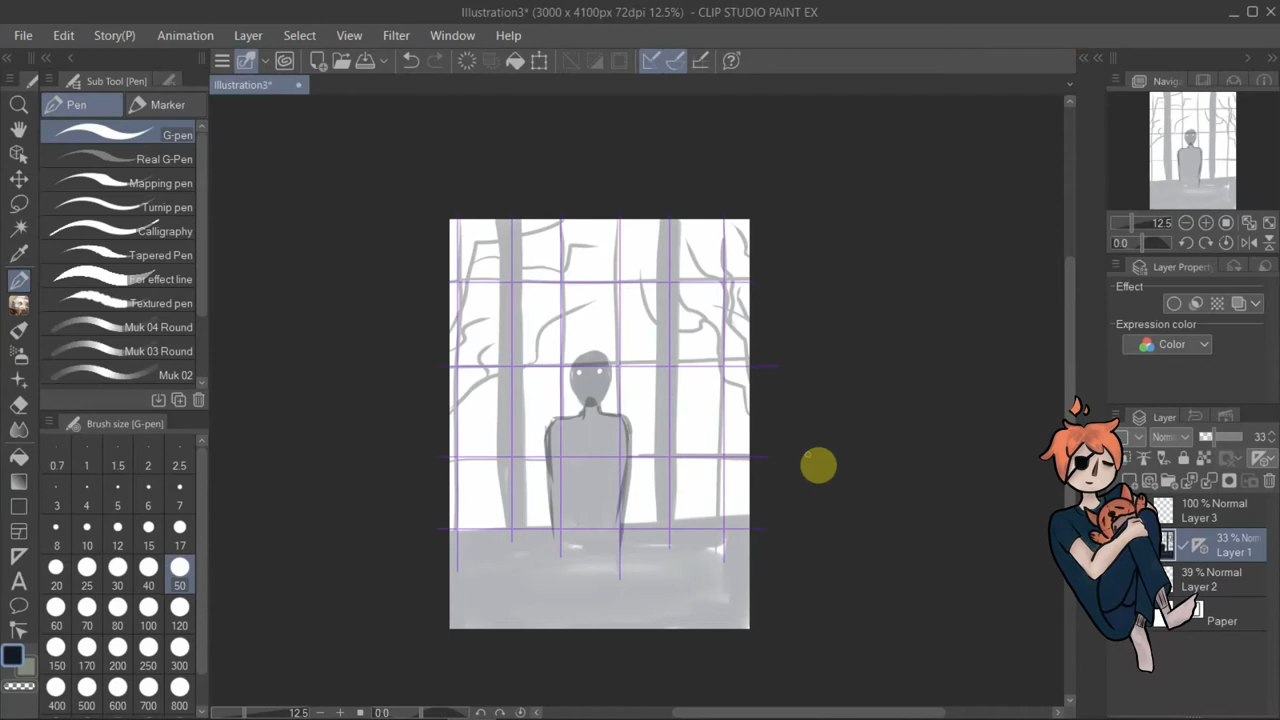 Illustration3* (3000 x 4100px 72dpi 12.5%) - CLIP STUDIO PAINT EX
File Edit Story(P) Animation Layer Select Filter View Window Help
Sub Tool [Pen]
Illustration3*
Navig
Pen Marker
G-pen
Real G-Pen
Mapping pen
Turnip pen
Calligraphy
Tapered Pen
For effect line
Textured pen
Muk 04 Round
Muk 03 Round
Muk 02
Brush size [G-pen]
0.7 1 1.5 2 2.5
3 4 5 6 7
8 10 12 15 17
20 25 30 40 50
60 70 80 100 120
150 170 200 250 300
400 500 600 700 800
12.5 0.0
12.5
0.0
Layer Property
Effect
Expression color
Color
Layer
Norm 33
100 % Normal
Layer 3
33 % Norm
Layer 1
39 % Normal
Layer 2
Paper